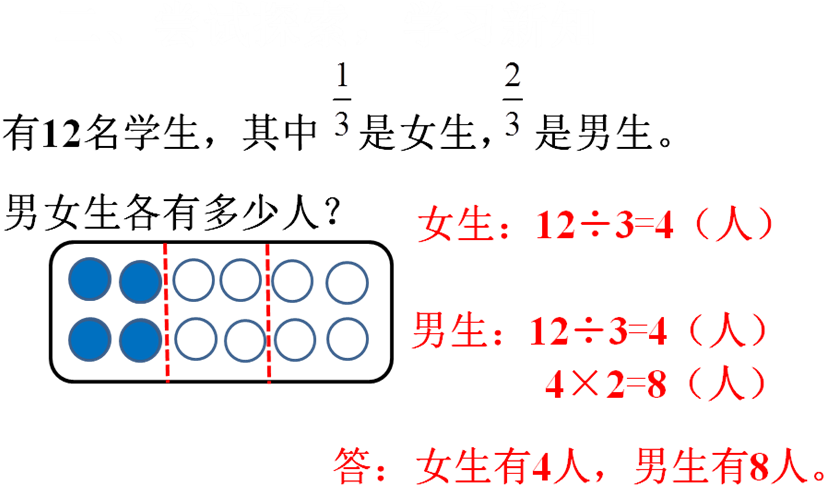 有12名学生，其中1/3是女生，2/3是男生。
男女生各有多少人？
女生：12÷3=4（人）
男生：12÷3=4（人）
4×2=8（人）
答：女生有4人，男生有8人。